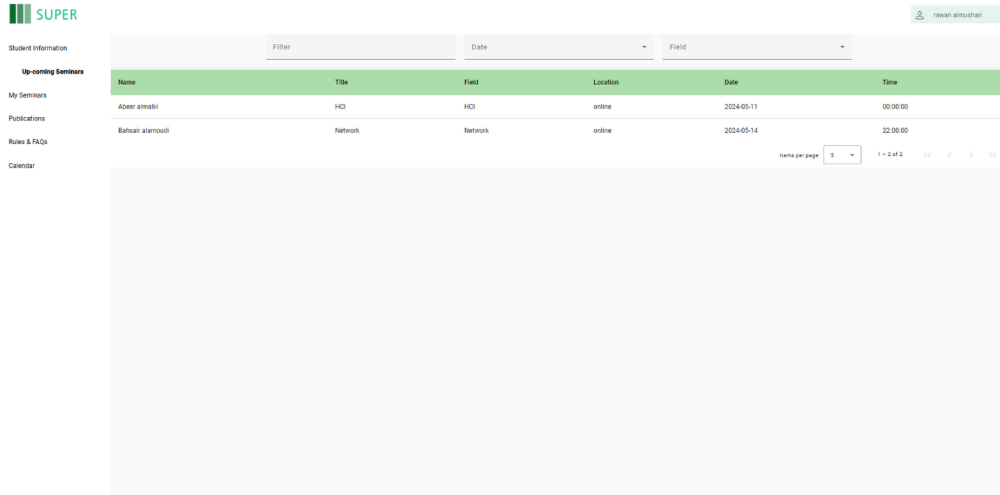 SUPER
rawan almushari
Student Information
Up-coming Seminars
My Seminars
Publications
Rules & FAQs
Calendar
Filter Date Field
Name Title Field Location Date Time
Abeer almalki HCI HCI online 2024-05-11 00:00:00
Bahsair alamoudi Network Network online 2024-05-14 22:00:00
Items per page: 5 1 – 2 of 2